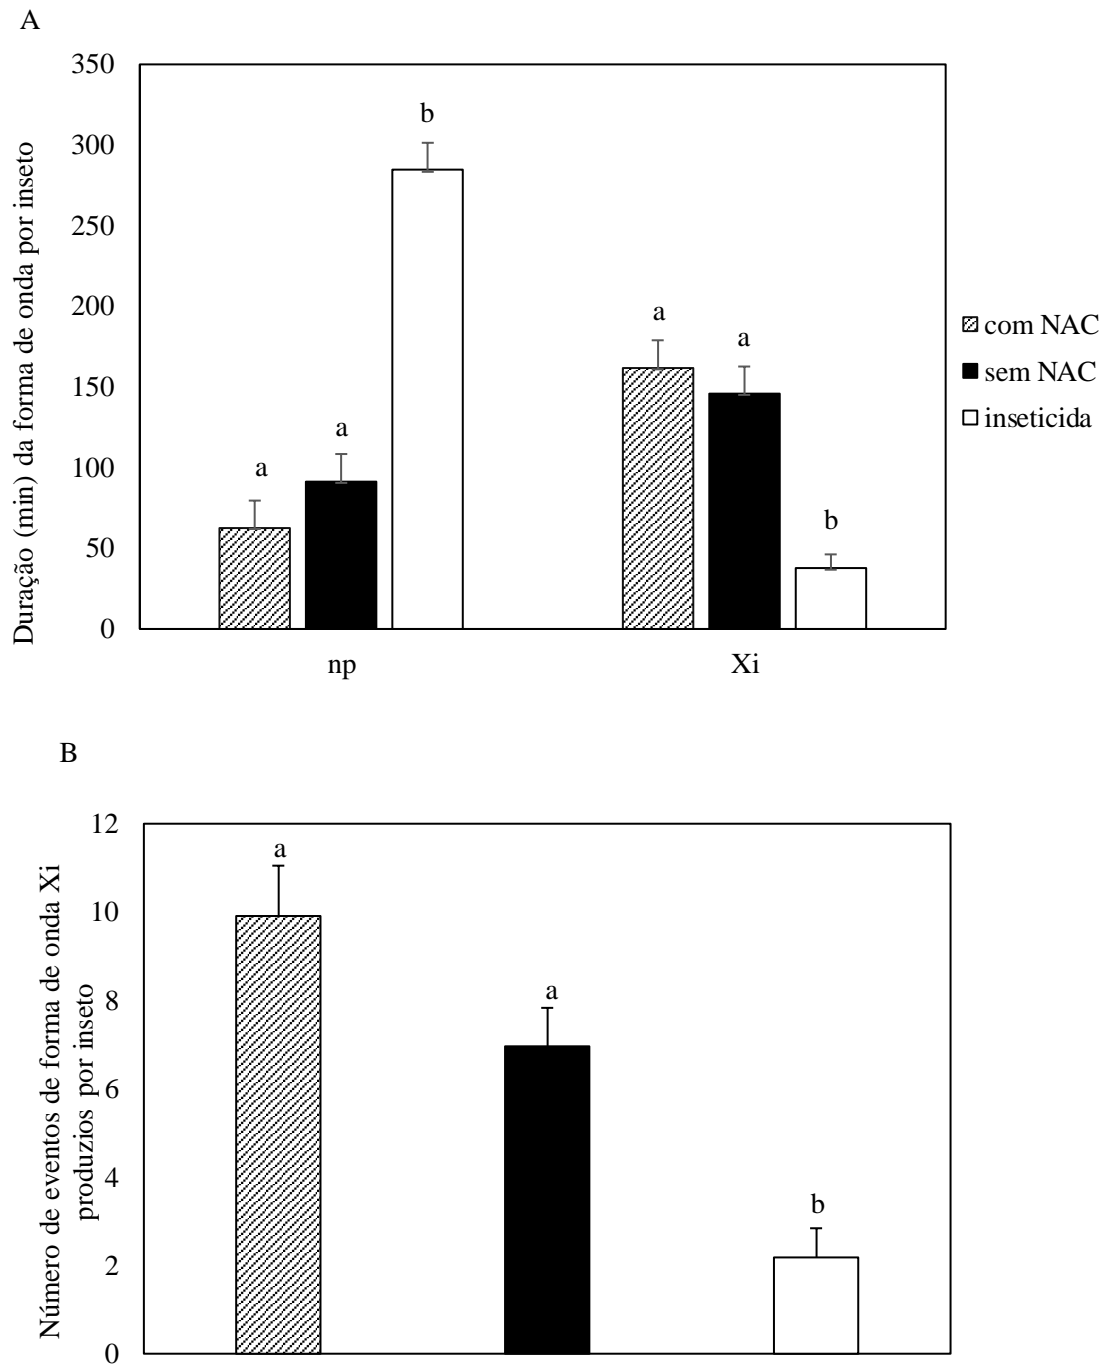 A
Duração (min) da forma de onda por inseto
350
300
250
200
150
100
50
0
a
a
b
a
a
b
np
Xi
com NAC
sem NAC
inseticida
B
Número de eventos de forma de onda Xi
produzios por inseto
12
10
8
6
4
2
0
a
a
b